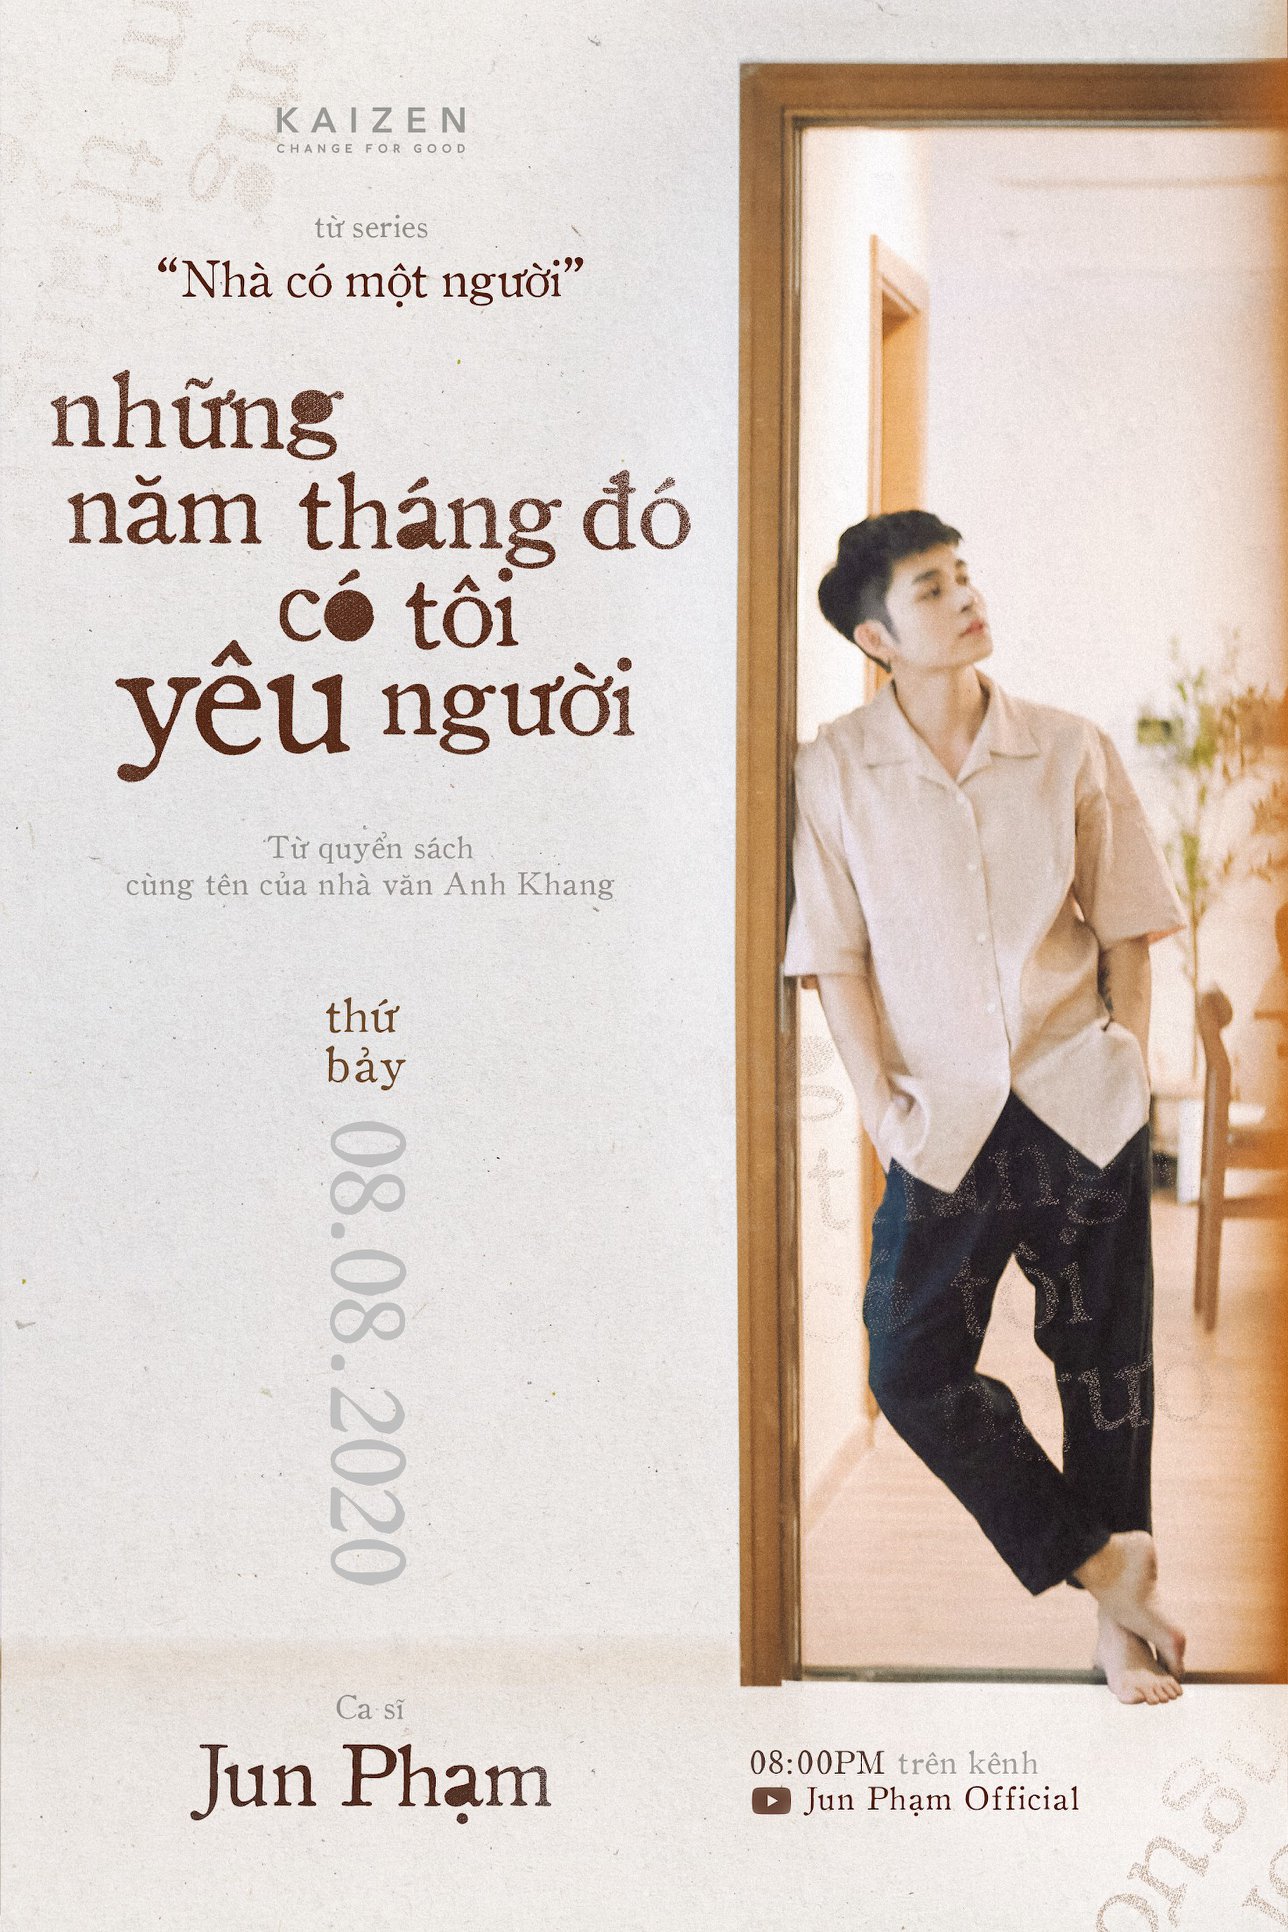 KAIZEN
CHANGE FOR GOOD
từ series
“Nhà có một người”
những
năm tháng đó
có tôi
yêu người
Từ quyển sách
cùng tên của nhà văn Anh Khang
thứ
bảy
08.08.2020
Ca sĩ
Jun Phạm
08:00PM trên kênh
Jun Phạm Official